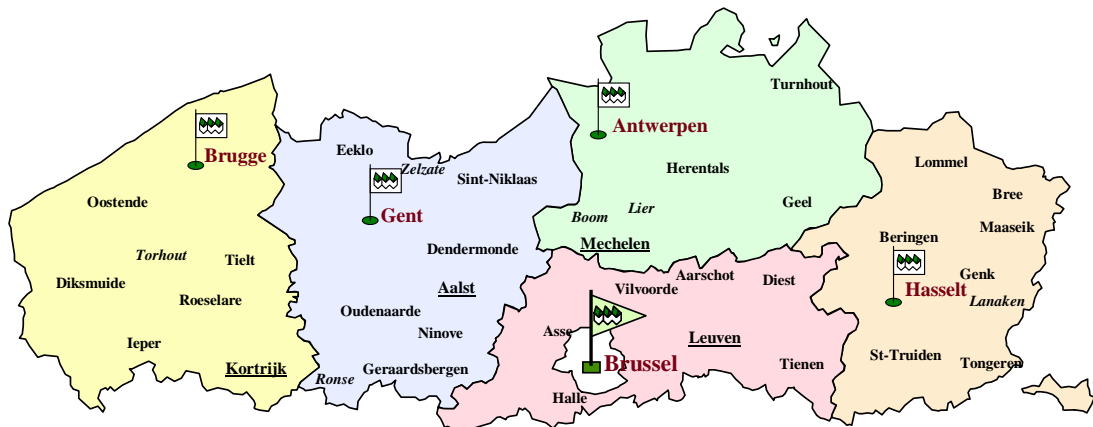 Turnhout
Antwerpen
Brugge
Eeklo
Zelzate
Sint-Niklaas
Herentals
Lommel
Bree
Oostende
Gent
Boom
Lier
Geel
Maaseik
Torhout
Tielt
Dendermonde
Mechelen
Beringen
Diksmuide
Roeselare
Aalst
Vilvoorde
Aarschot
Diest
Genk
Hasselt
Lanaken
Oudenaarde
Ninove
Asse
Leuven
Ieper
Kortrijk
Ronse
Geraardsbergen
Brussel
Tienen
St-Truiden
Tongeren
Halle